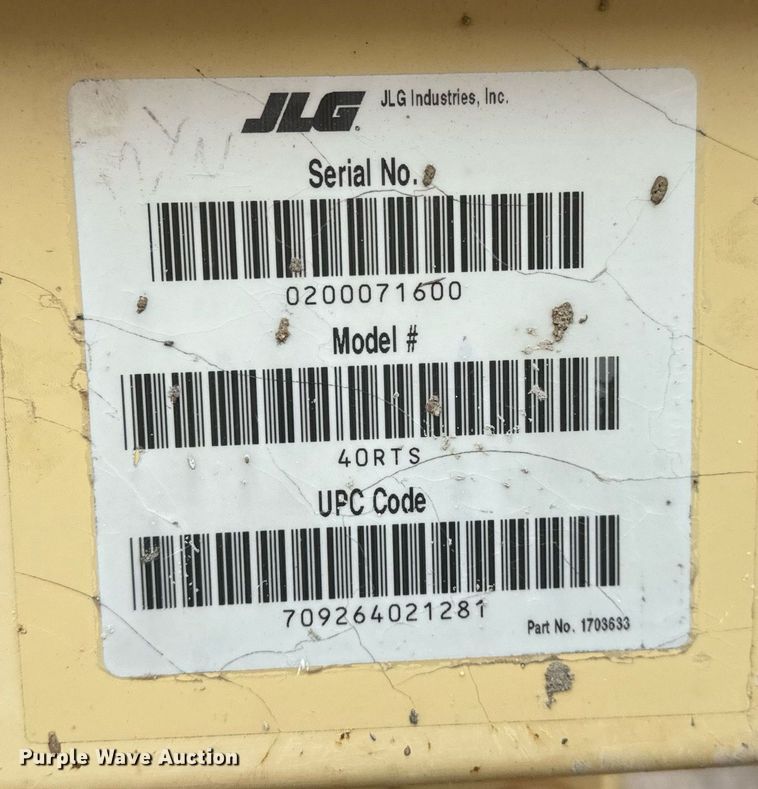 JLG JLG Industries, Inc.
Serial No.
0200071600
Model #
40RTS
UPC Code
709264021281
Part No. 1703633
Purple Wave Auction